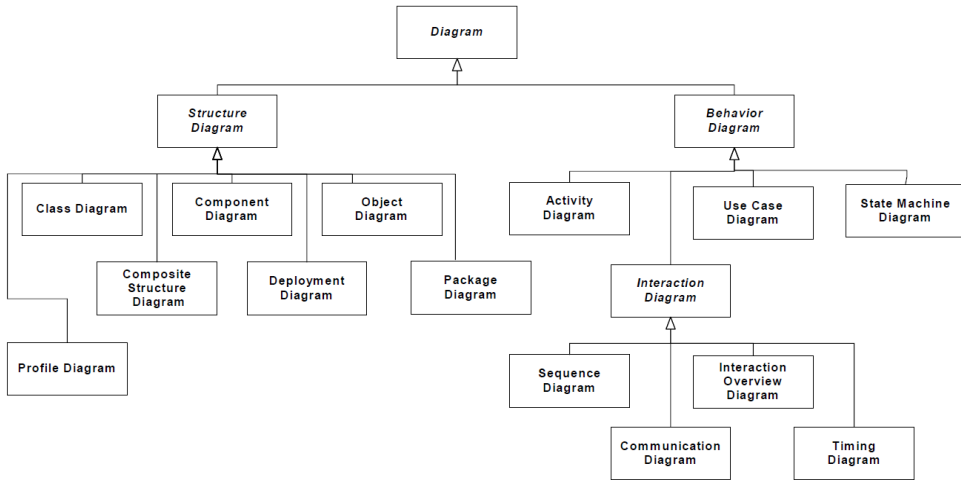 Diagram
Structure
Diagram
Behavior
Diagram
Class Diagram
Component
Diagram
Object
Diagram
Activity
Diagram
Use Case
Diagram
State Machine
Diagram
Composite
Structure
Diagram
Deployment
Diagram
Package
Diagram
Interaction
Diagram
Profile Diagram
Sequence
Diagram
Interaction
Overview
Diagram
Communication
Diagram
Timing
Diagram